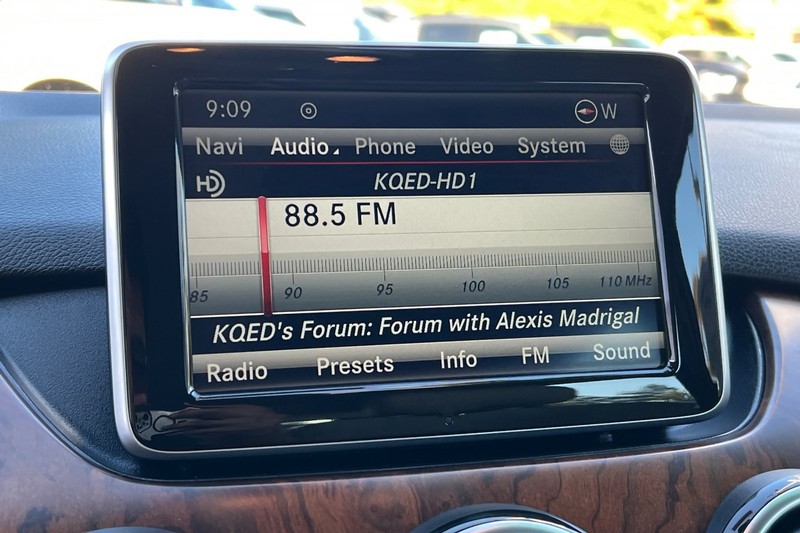 9:09 W
Navi Audio Phone Video System
HD KQED-HD1
88.5 FM
85 90 95 100 105 110 MHz
KQED's Forum: Forum with Alexis Madrigal
Radio Presets Info FM Sound